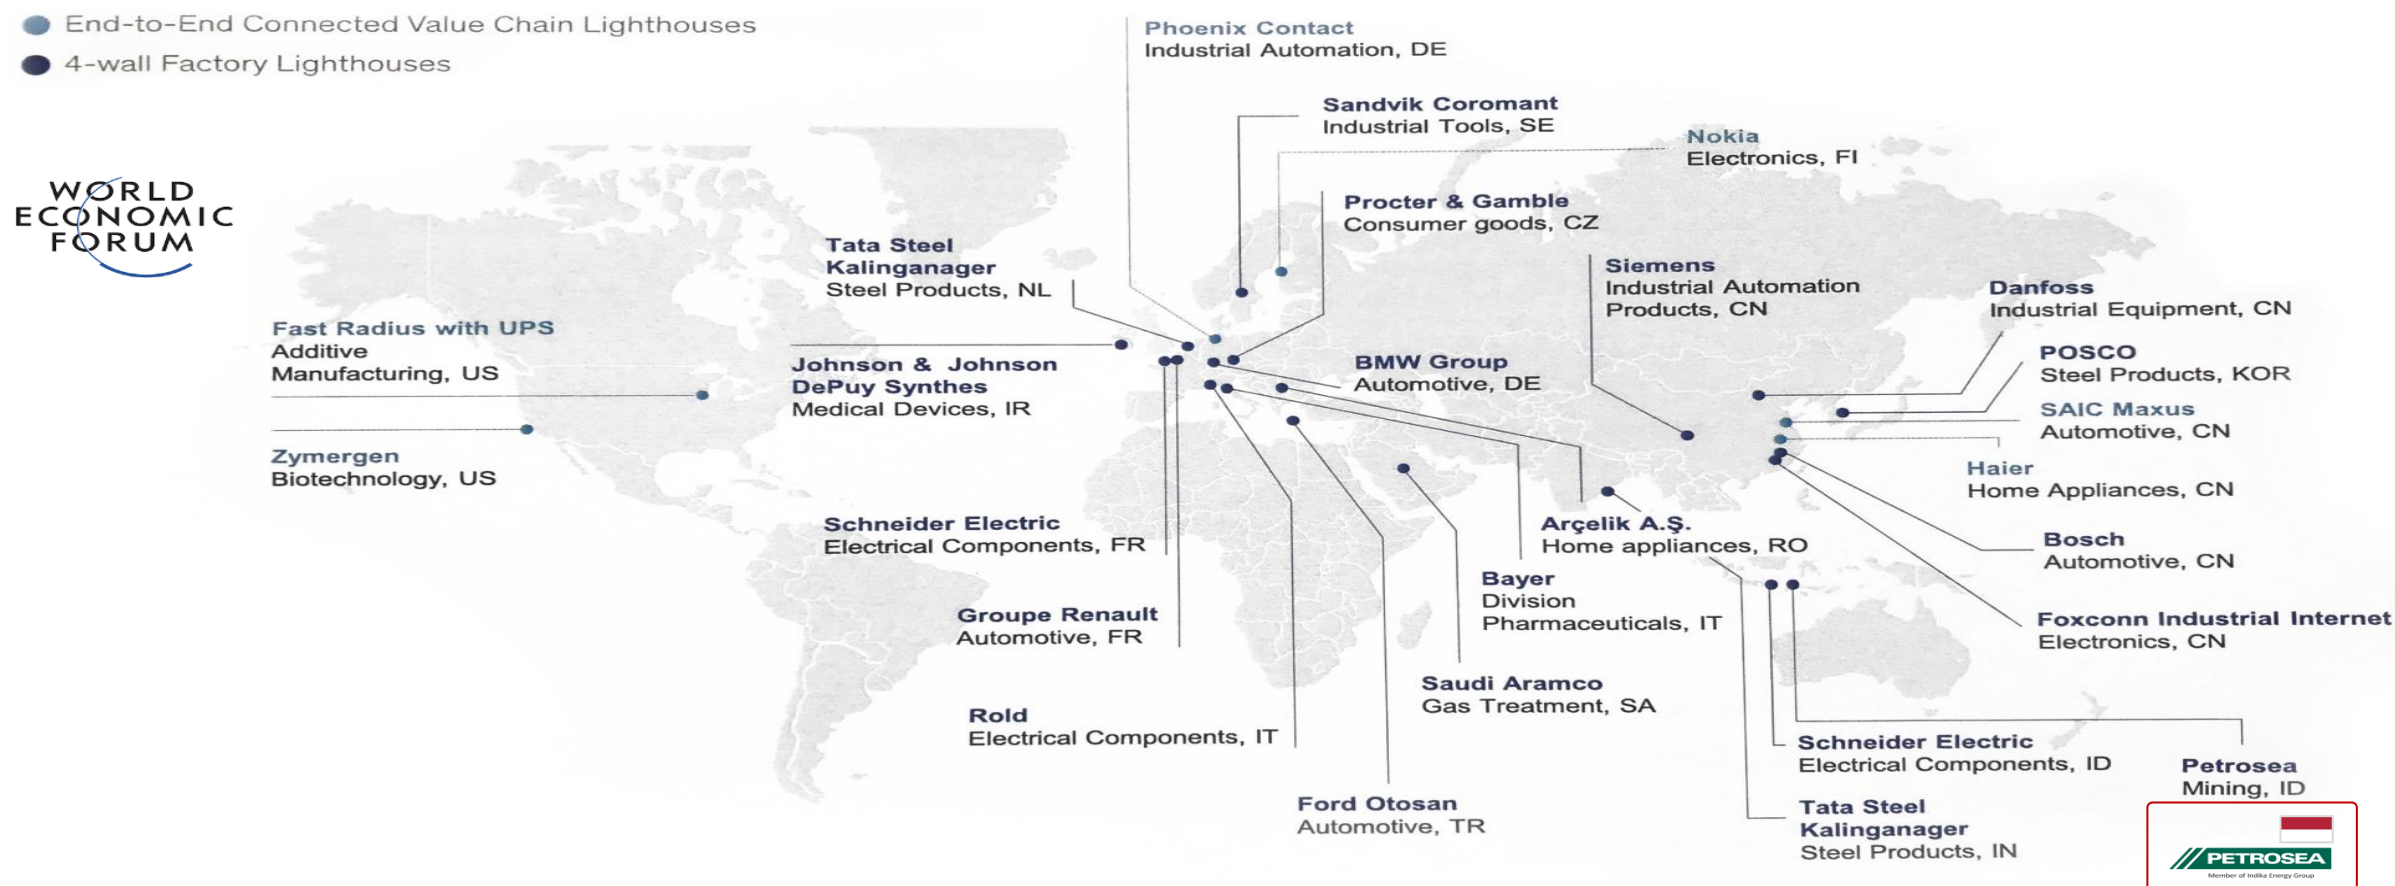 End-to-End Connected Value Chain Lighthouses
4-wall Factory Lighthouses
WORLD
ECONOMIC
FORUM
Phoenix Contact
Industrial Automation, DE
Sandvik Coromant
Industrial Tools, SE
Nokia
Electronics, FI
Procter & Gamble
Consumer goods, CZ
Tata Steel
Kalinganager
Steel Products, NL
Siemens
Industrial Automation
Products, CN
Danfoss
Industrial Equipment, CN
Fast Radius with UPS
Additive
Manufacturing, US
Johnson & Johnson
DePuy Synthes
Medical Devices, IR
BMW Group
Automotive, DE
POSCO
Steel Products, KOR
SAIC Maxus
Automotive, CN
Zymergen
Biotechnology, US
Haier
Home Appliances, CN
Schneider Electric
Electrical Components, FR
Arçelik A.Ş.
Home appliances, RO
Bosch
Automotive, CN
Bayer
Division
Pharmaceuticals, IT
Groupe Renault
Automotive, FR
Foxconn Industrial Internet
Electronics, CN
Saudi Aramco
Gas Treatment, SA
Rold
Electrical Components, IT
Schneider Electric
Electrical Components, ID
Petrosea
Mining, ID
Ford Otosan
Automotive, TR
Tata Steel
Kalinganager
Steel Products, IN
PETROSEA
Member of Indika Energy Group